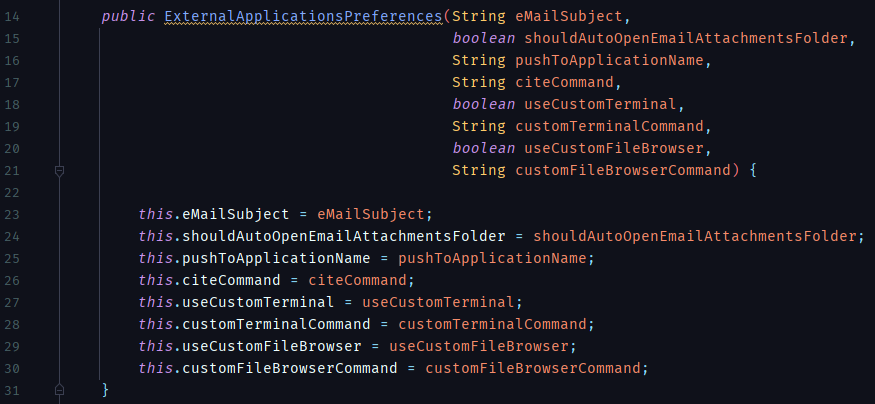 14 public ExternalApplicationsPreferences(String eMailSubject,
15 boolean shouldAutoOpenEmailAttachmentsFolder,
16 String pushToApplicationName,
17 String citeCommand,
18 boolean useCustomTerminal,
19 String customTerminalCommand,
20 boolean useCustomFileBrowser,
21 String customFileBrowserCommand) {
22
23 this.eMailSubject = eMailSubject;
24 this.shouldAutoOpenEmailAttachmentsFolder = shouldAutoOpenEmailAttachmentsFolder;
25 this.pushToApplicationName = pushToApplicationName;
26 this.citeCommand = citeCommand;
27 this.useCustomTerminal = useCustomTerminal;
28 this.customTerminalCommand = customTerminalCommand;
29 this.useCustomFileBrowser = useCustomFileBrowser;
30 this.customFileBrowserCommand = customFileBrowserCommand;
31 }